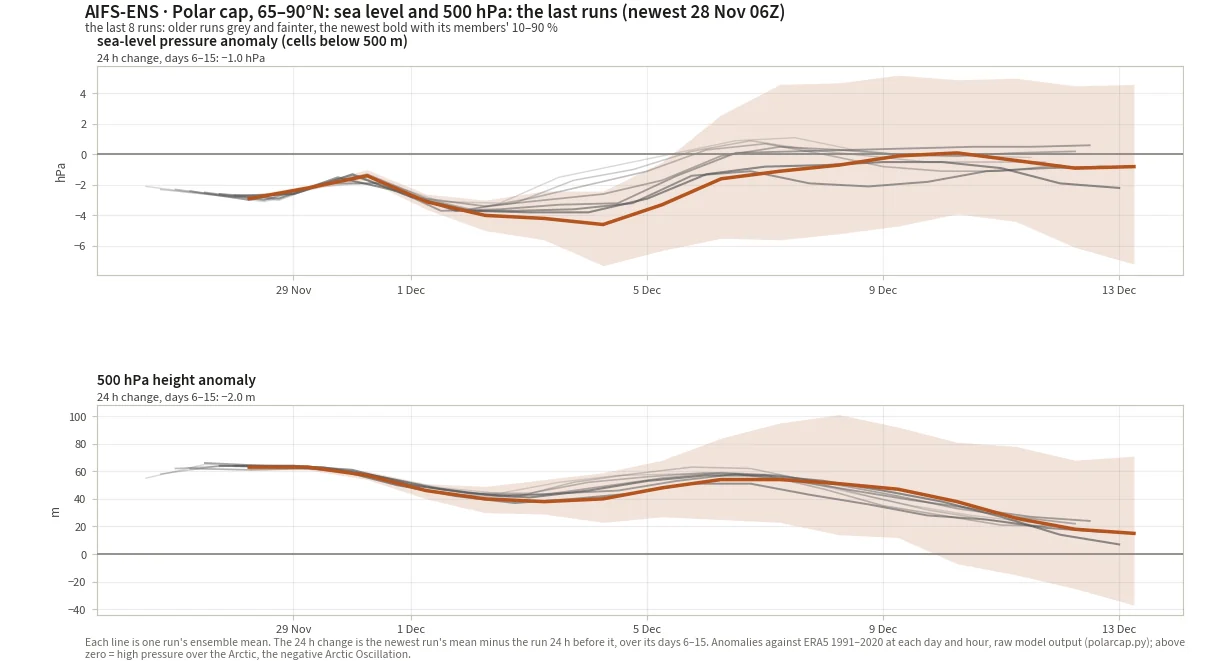 AIFS-ENS · Polar cap, 65–90°N: sea level and 500 hPa: the last runs (newest 28 Nov 06Z)
the last 8 runs: older runs grey and fainter, the newest bold with its members' 10–90 %
sea-level pressure anomaly (cells below 500 m)
24 h change, days 6–15: −1.0 hPa
4
2
0
−2
−4
−6
hPa
29 Nov
1 Dec
5 Dec
9 Dec
13 Dec
500 hPa height anomaly
24 h change, days 6–15: −2.0 m
100
80
60
40
20
0
−20
−40
m
29 Nov
1 Dec
5 Dec
9 Dec
13 Dec
Each line is one run's ensemble mean. The 24 h change is the newest run's mean minus the run 24 h before it, over its days 6–15. Anomalies against ERA5 1991–2020 at each day and hour, raw model output (polarcap.py); above
zero = high pressure over the Arctic, the negative Arctic Oscillation.